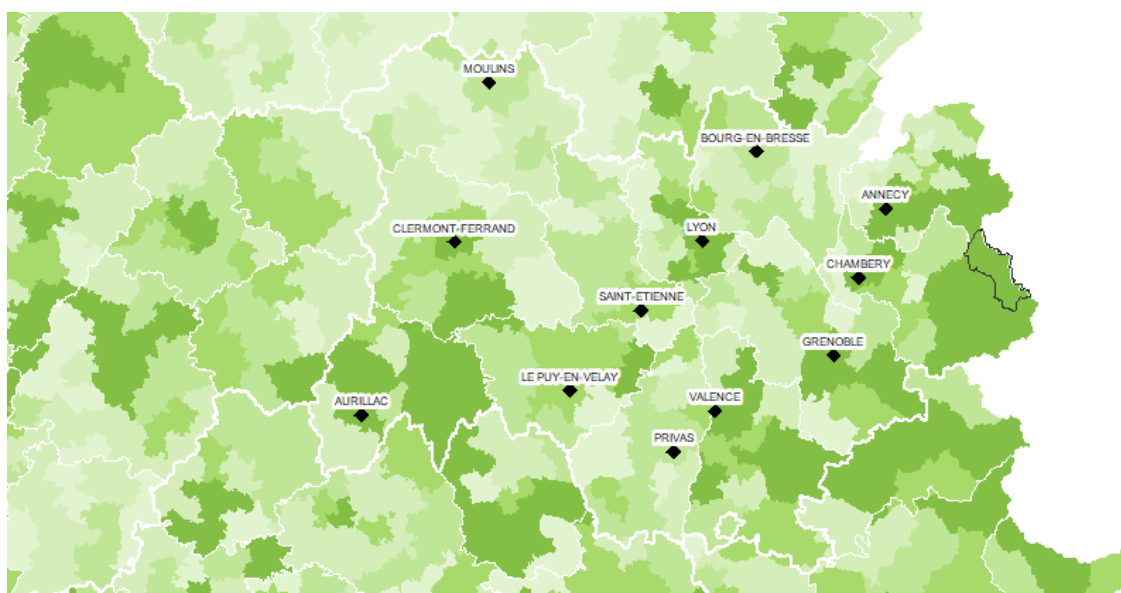 MOULINS
BOURG-EN-BRESSE
ANNECY
CLERMONT-FERRAND
LYON
CHAMBERY
SAINT-ETIENNE
GRENOBLE
LE PUY-EN-VELAY
AURILLAC
VALENCE
PRIVAS